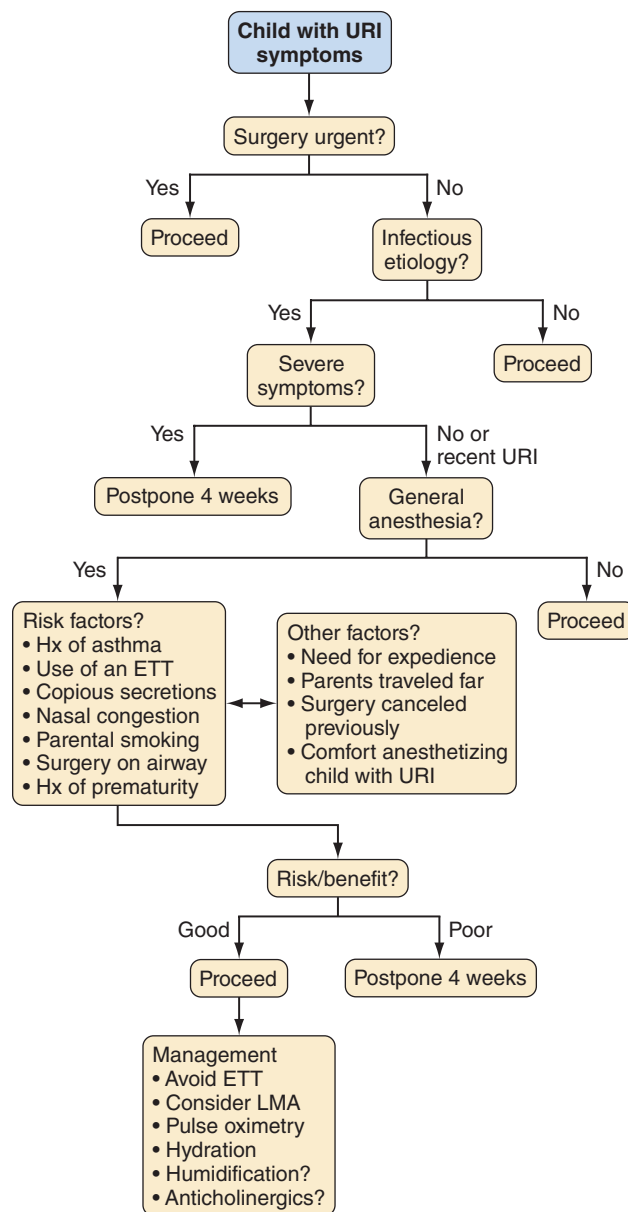 Child with URI
symptoms
Surgery urgent?
Yes
No
Proceed
Infectious
etiology?
Yes
No
Severe
symptoms?
Proceed
Yes
No or
recent URI
Postpone 4 weeks
General
anesthesia?
Yes
No
Risk factors?
• Hx of asthma
• Use of an ETT
• Copious secretions
• Nasal congestion
• Parental smoking
• Surgery on airway
• Hx of prematurity
Other factors?
• Need for expedience
• Parents traveled far
• Surgery canceled
previously
• Comfort anesthetizing
child with URI
Proceed
Risk/benefit?
Good
Poor
Proceed
Postpone 4 weeks
Management
• Avoid ETT
• Consider LMA
• Pulse oximetry
• Hydration
• Humidification?
• Anticholinergics?